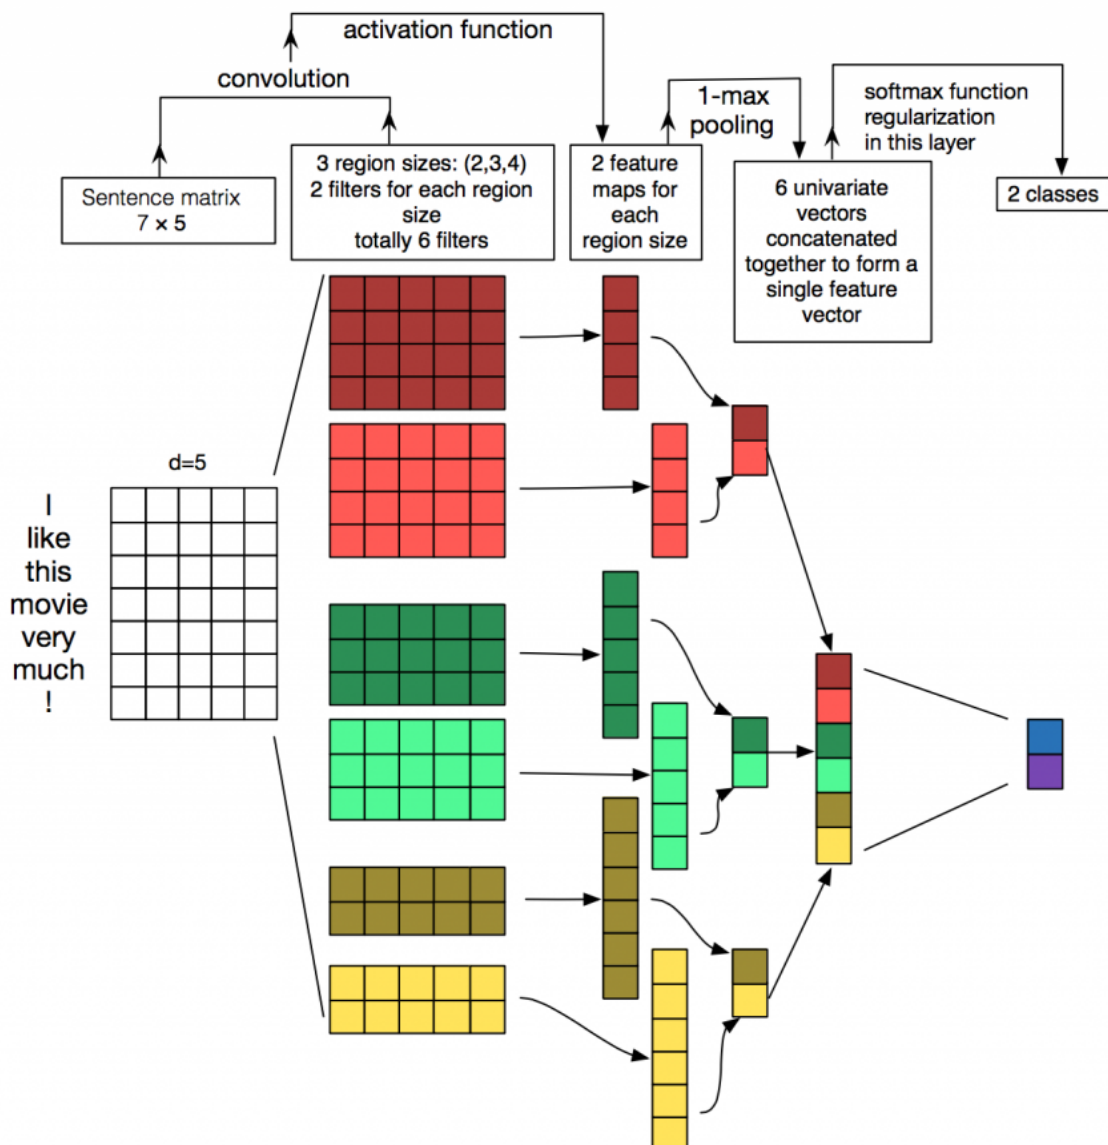 activation function
convolution
1-max
pooling
softmax function
regularization
in this layer
Sentence matrix
7 × 5
3 region sizes: (2,3,4)
2 filters for each region
size
totally 6 filters
2 feature
maps for
each
region size
6 univariate
vectors
concatenated
together to form a
single feature
vector
2 classes
d=5
I
like
this
movie
very
much
!